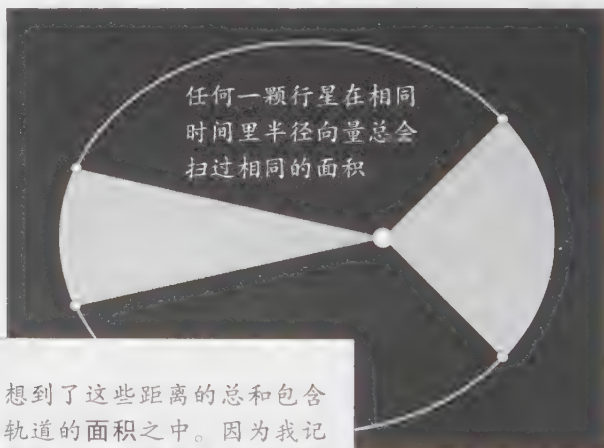 任何一颗行星在相同
时间里半径向量总会
扫过相同的面积
想到了这些距离的总和包含
轨道的面积之中。因为我记